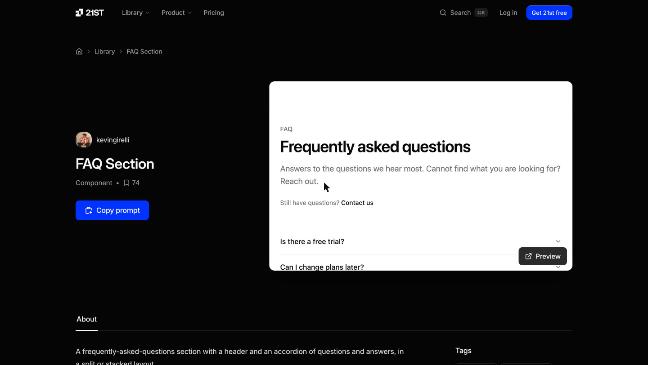 21ST
Library
Product
Pricing
Search
⌘K
Log in
Get 21st free
Library
FAQ Section
kevingirelli
FAQ Section
Component • 74
Copy prompt
FAQ
Frequently asked questions
Answers to the questions we hear most. Cannot find what you are looking for?
Reach out.
Still have questions? Contact us
Is there a free trial?
Can I change plans later?
Preview
About
A frequently-asked-questions section with a header and an accordion of questions and answers, in
a split or stacked layout.
Tags